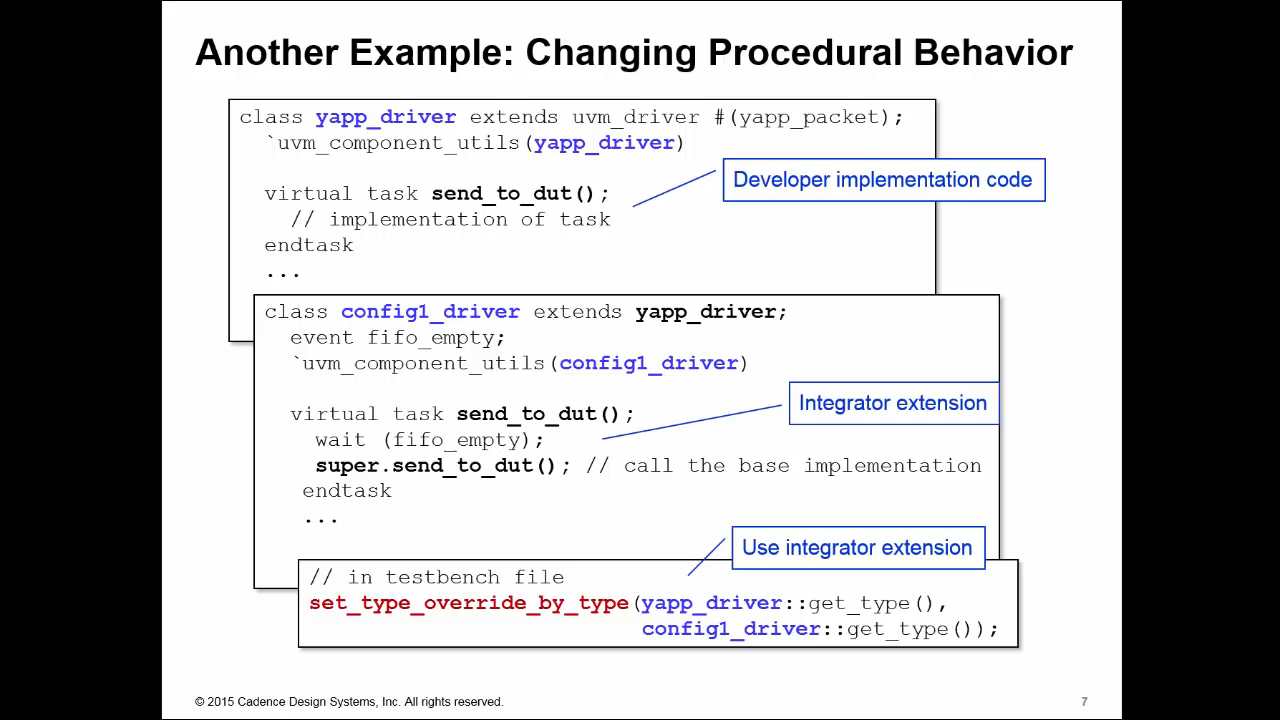 Another Example: Changing Procedural Behavior
class yapp_driver extends uvm_driver #(yapp_packet);
`uvm_component_utils(yapp_driver)
Developer implementation code
virtual task send_to_dut();
// implementation of task
endtask
...
class config1_driver extends yapp_driver;
event fifo_empty;
`uvm_component_utils(config1_driver)
Integrator extension
virtual task send_to_dut();
wait (fifo_empty);
super.send_to_dut(); // call the base implementation
endtask
...
Use integrator extension
// in testbench file
set_type_override_by_type(yapp_driver::get_type(),
config1_driver::get_type());
© 2015 Cadence Design Systems, Inc. All rights reserved.
7